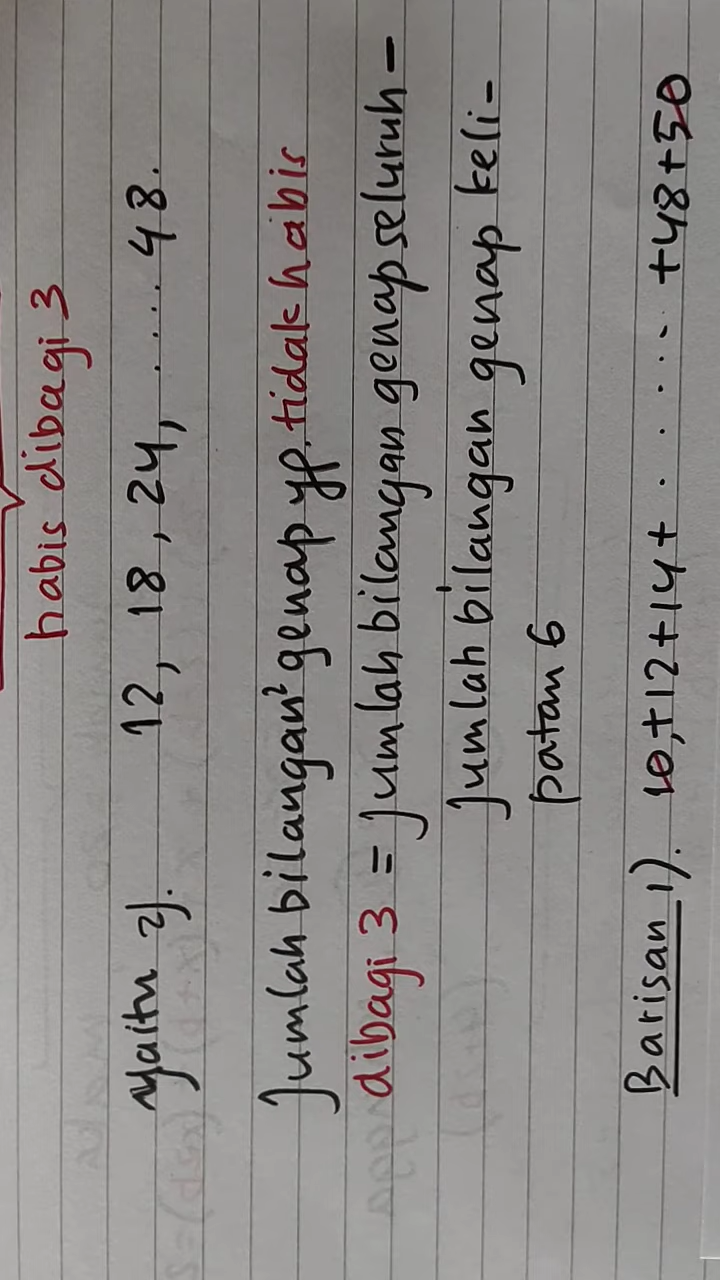 habis dibagi 3
yaitu 2). 12, 18, 24, ..... 48.
Jumlah bilangan² genap yg. tidak habis
dibagi 3 = jumlah bilangan genap seluruh -
jumlah bilangan genap keli-
patan 6
Barisan 1). 10,+12+14+ ...... +48+50